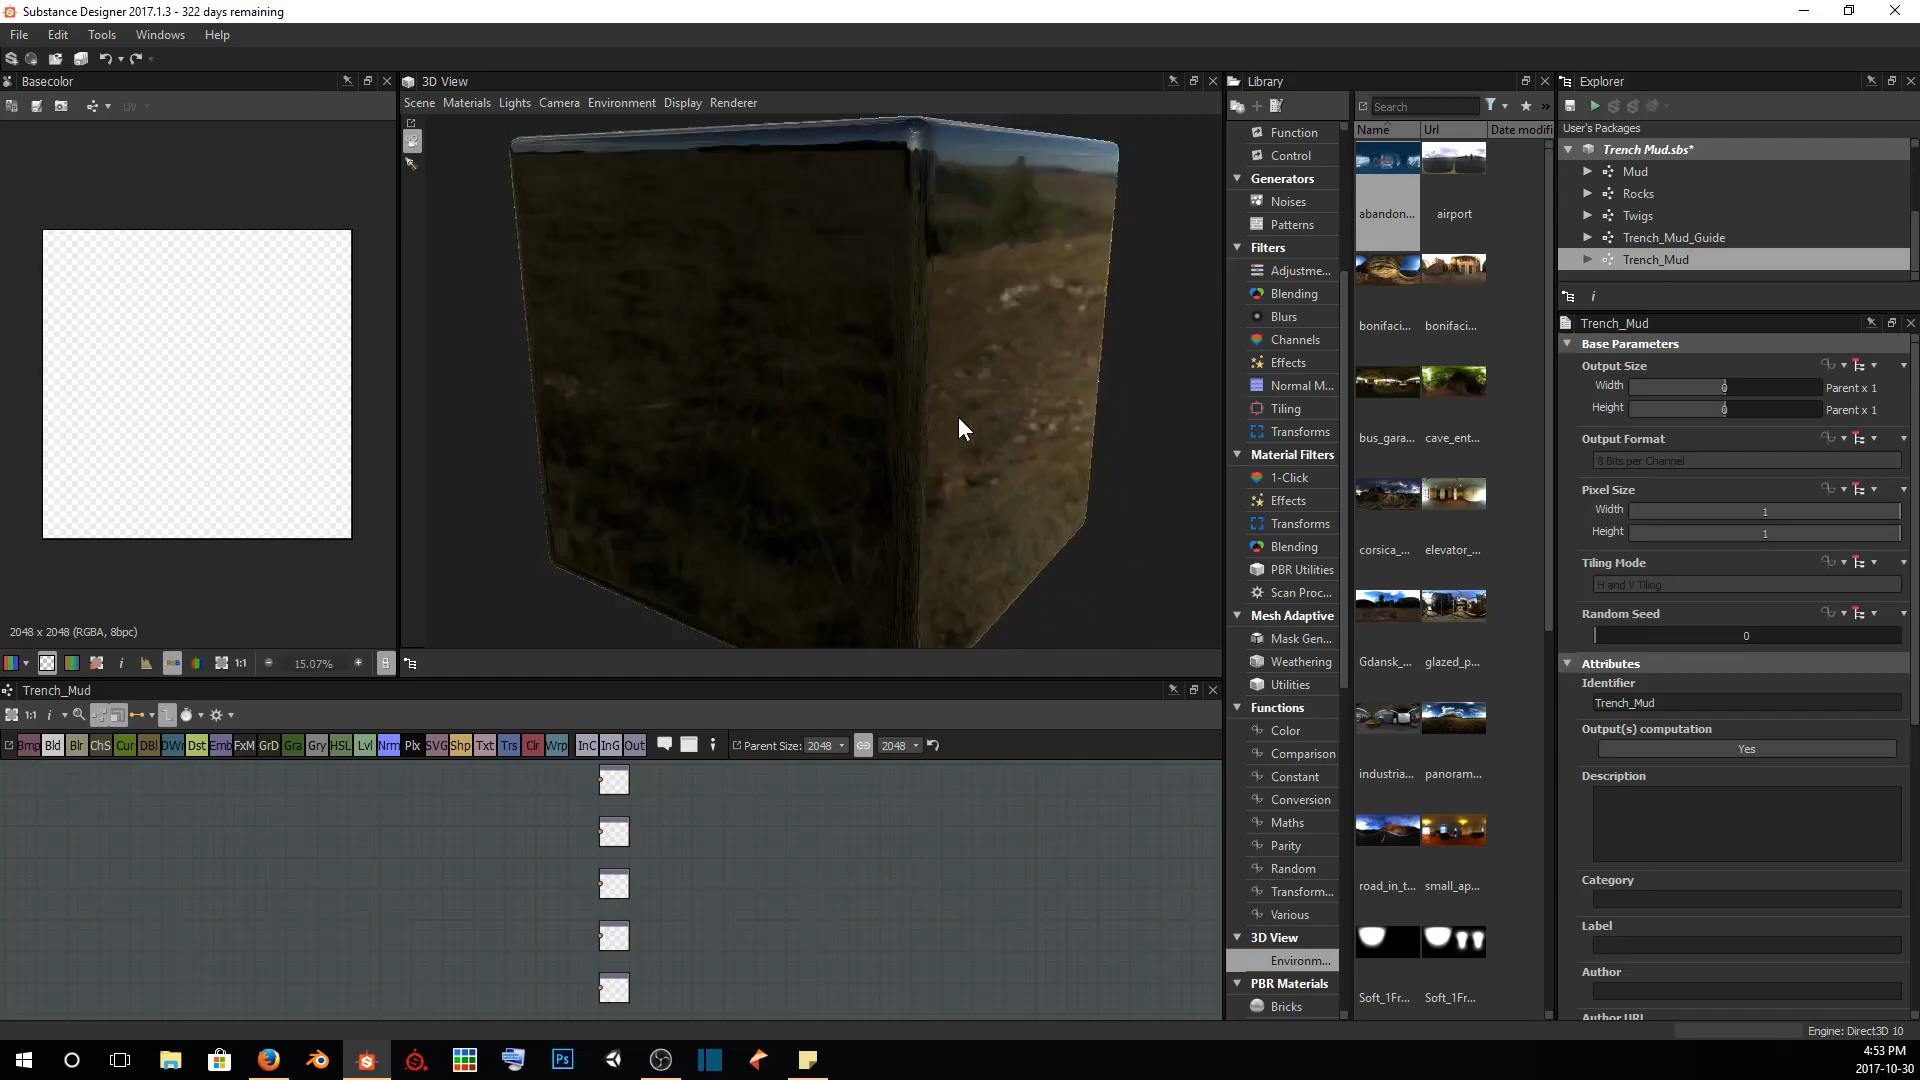 Substance Designer 2017.1.3 - 322 days remaining
File Edit Tools Windows Help
Basecolor
UV
2048 x 2048 (RGBA, 8bpc)
RGB
1:1
15.07%
3D View
Scene Materials Lights Camera Environment Display Renderer
Trench_Mud
1:1
Bmp Bld Blr ChS Cur DBl DWr Dst Emb FxM GrD Gra Gry HSL Lvl Nrm Plx SVG Shp Txt Trs Clr Wrp InC InG Out
Parent Size: 2048 2048
Library
Function
Control
Generators
Noises
Patterns
Filters
Adjustme...
Blending
Blurs
Channels
Effects
Normal M...
Tiling
Transforms
Material Filters
1-Click
Effects
Transforms
Blending
PBR Utilities
Scan Proc...
Mesh Adaptive
Mask Gen...
Weathering
Utilities
Functions
Color
Comparison
Constant
Conversion
Maths
Parity
Random
Transform...
Various
3D View
Environm...
PBR Materials
Bricks
Search
»
Name Url Date modifi
abandon... airport
bonifaci... bonifaci...
bus_gara... cave_ent...
corsica_... elevator_...
Gdansk_... glazed_p...
industria... panoram...
road_in_t... small_ap...
Soft_1Fr... Soft_1Fr...
Explorer
User's Packages
Trench Mud.sbs*
Mud
Rocks
Twigs
Trench_Mud_Guide
Trench_Mud
Trench_Mud
Base Parameters
Output Size
Width 0 Parent x 1
Height 0 Parent x 1
Output Format
8 Bits per Channel
Pixel Size
Width 1
Height 1
Tiling Mode
H and V Tiling
Random Seed
0
Attributes
Identifier
Trench_Mud
Output(s) computation
Yes
Description
Category
Label
Author
Author URL
Engine: Direct3D 10
Ps
4:53 PM
2017-10-30